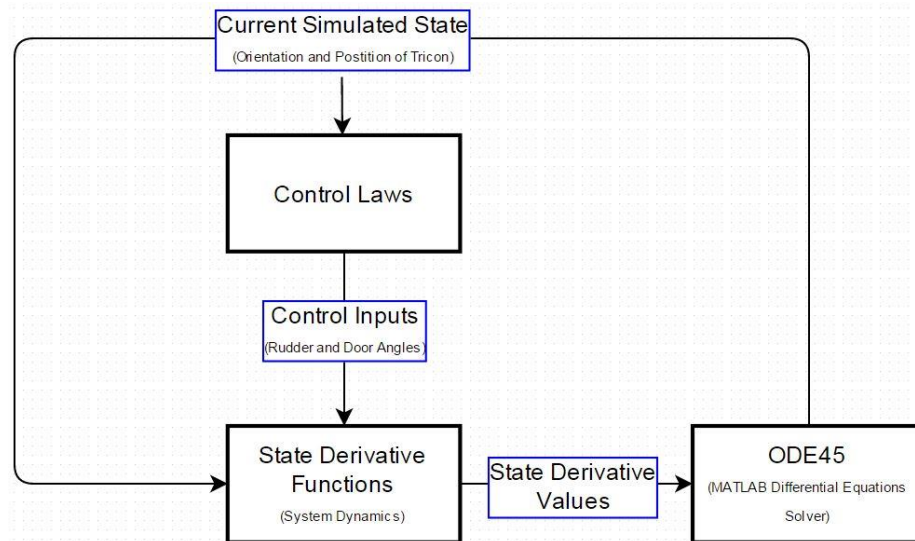 Current Simulated State
(Orientation and Postition of Tricon)
Control Laws
Control Inputs
(Rudder and Door Angles)
State Derivative
Functions
(System Dynamics)
State Derivative
Values
ODE45
(MATLAB Differential Equations
Solver)